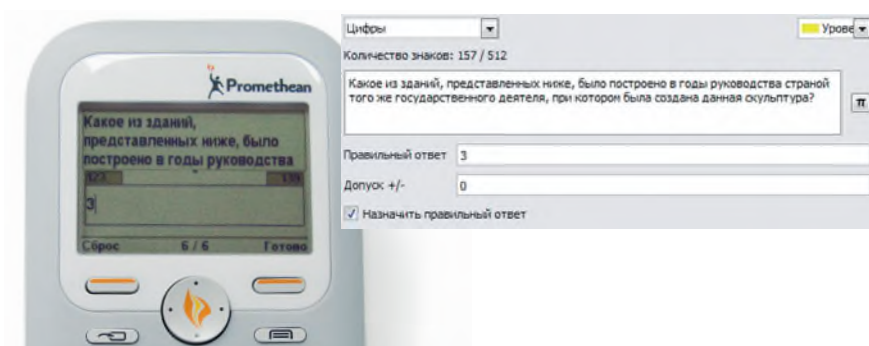 Promethean
Какое из зданий,
представленных ниже, было
построено в годы руководства
123
3
Сброс 6 / 6 Готово
Цифры Урове
Количество знаков: 157 / 512
Какое из зданий, представленных ниже, было построено в годы руководства страной
того же государственного деятеля, при котором была создана данная скульптура?
π
Правильный ответ 3
Допуск +/- 0
Назначить правильный ответ